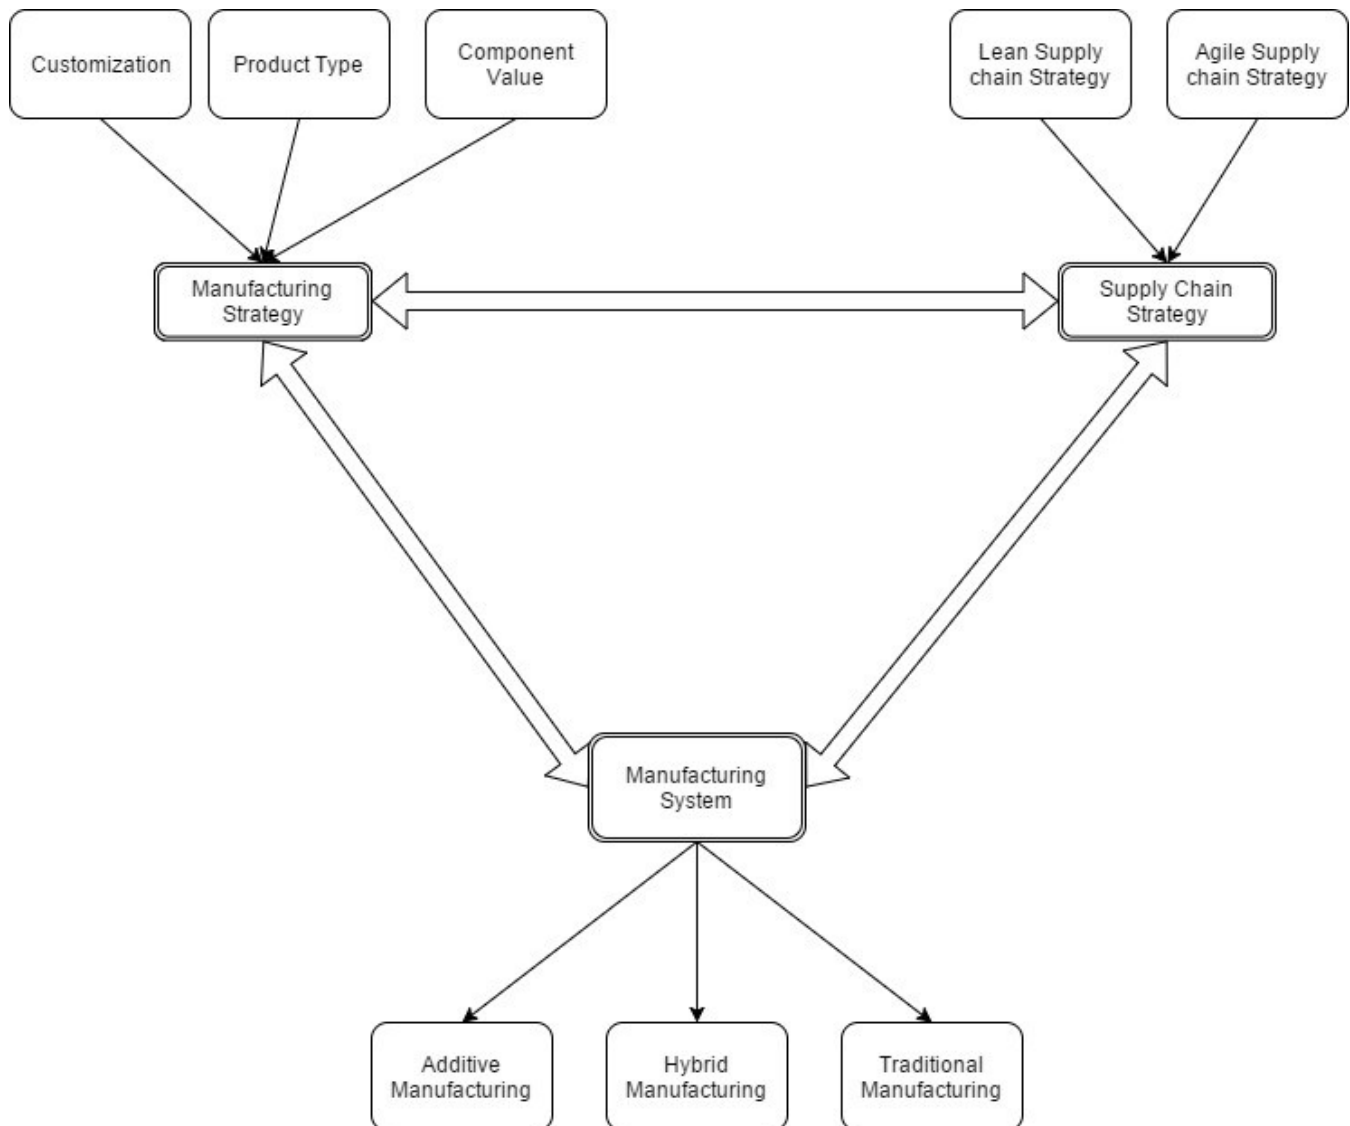 Customization
Product Type
Component
Value
Lean Supply
chain Strategy
Agile Supply
chain Strategy
Manufacturing
Strategy
Supply Chain
Strategy
Manufacturing
System
Additive
Manufacturing
Hybrid
Manufacturing
Traditional
Manufacturing